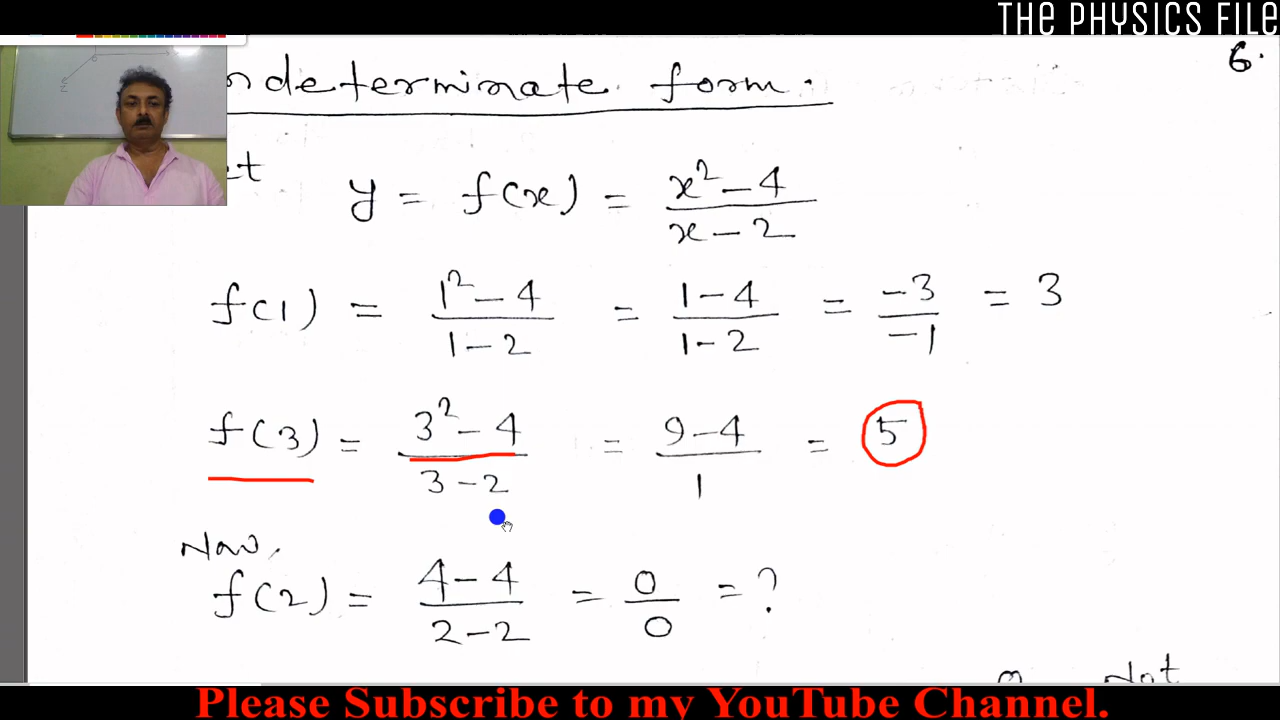 THE PHYSICS FILE
6.
ndeterminate form.
et
y = f(x) = x² - 4 / x - 2
f(1) = 1² - 4 / 1 - 2 = 1 - 4 / 1 - 2 = -3 / -1 = 3
f(3) = 3² - 4 / 3 - 2 = 9 - 4 / 1 = 5
Now,
f(2) = 4 - 4 / 2 - 2 = 0 / 0 = ?
Not
Please Subscribe to my YouTube Channel.